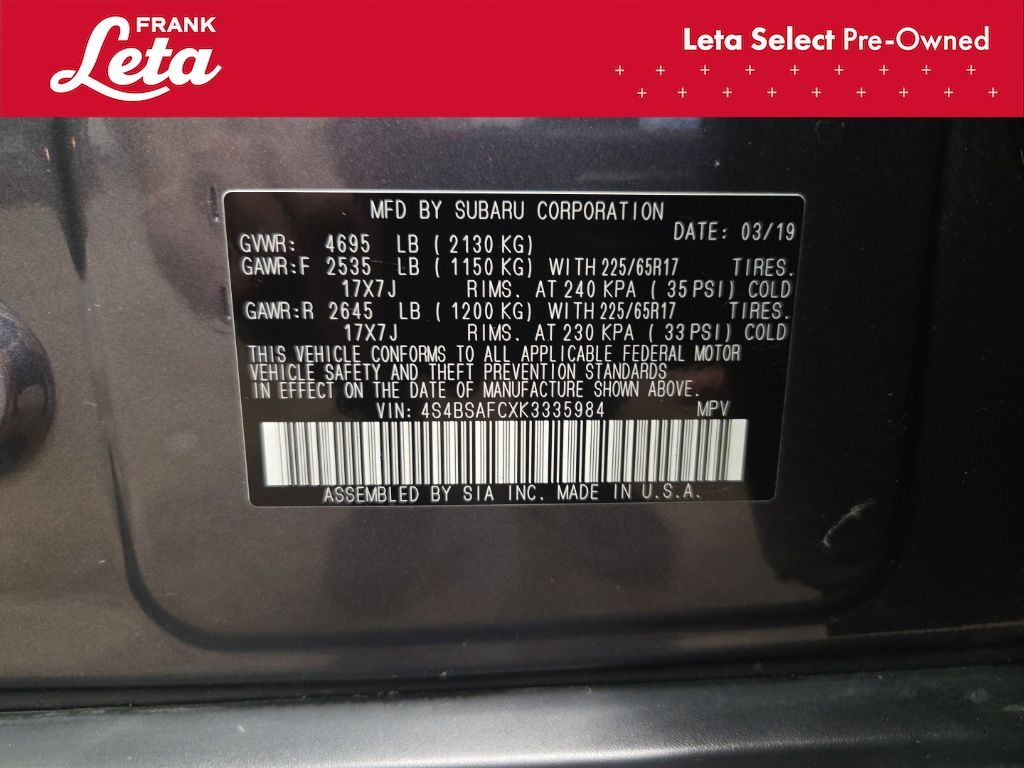 FRANK
Leta
Leta Select Pre-Owned
MFD BY SUBARU CORPORATION
DATE: 03/19
GVWR: 4695 LB ( 2130 KG)
GAWR:F 2535 LB ( 1150 KG) WITH 225/65R17 TIRES.
17X7J RIMS. AT 240 KPA ( 35 PSI) COLD
GAWR:R 2645 LB ( 1200 KG) WITH 225/65R17 TIRES.
17X7J RIMS. AT 230 KPA ( 33 PSI) COLD
THIS VEHICLE CONFORMS TO ALL APPLICABLE FEDERAL MOTOR
VEHICLE SAFETY AND THEFT PREVENTION STANDARDS
IN EFFECT ON THE DATE OF MANUFACTURE SHOWN ABOVE.
VIN: 4S4BSAFCXK3335984 MPV
ASSEMBLED BY SIA INC. MADE IN U.S.A.